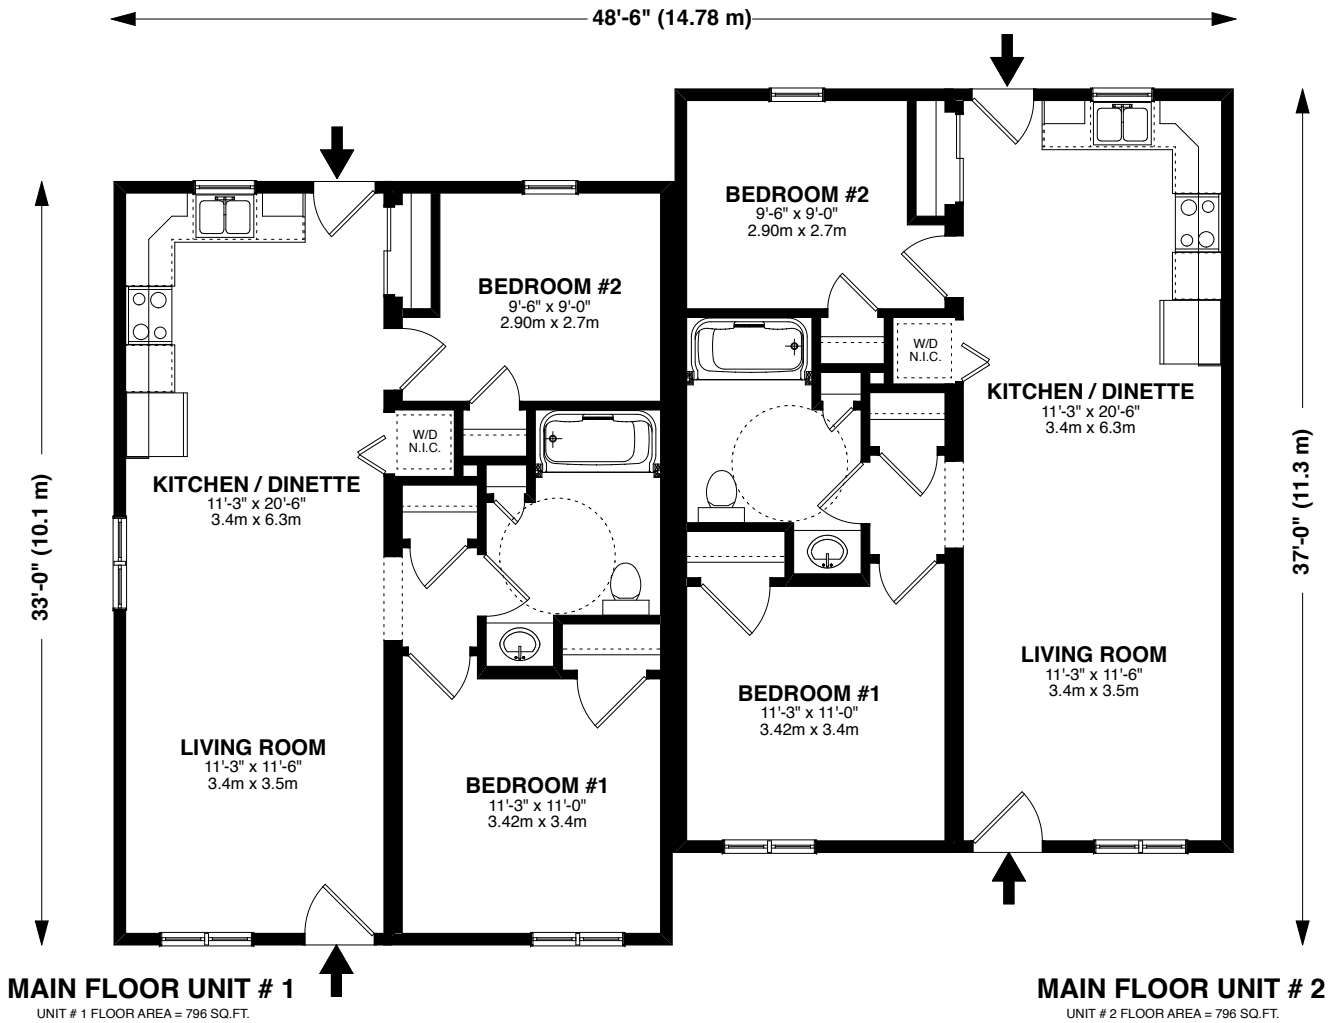 48'-6" (14.78 m)
33'-0" (10.1 m)
37'-0" (11.3 m)
BEDROOM #2
9'-6" x 9'-0"
2.90m x 2.7m
W/D
N.I.C.
KITCHEN / DINETTE
11'-3" x 20'-6"
3.4m x 6.3m
LIVING ROOM
11'-3" x 11'-6"
3.4m x 3.5m
BEDROOM #1
11'-3" x 11'-0"
3.42m x 3.4m
BEDROOM #2
9'-6" x 9'-0"
2.90m x 2.7m
W/D
N.I.C.
KITCHEN / DINETTE
11'-3" x 20'-6"
3.4m x 6.3m
LIVING ROOM
11'-3" x 11'-6"
3.4m x 3.5m
BEDROOM #1
11'-3" x 11'-0"
3.42m x 3.4m
MAIN FLOOR UNIT # 1
UNIT # 1 FLOOR AREA = 796 SQ.FT.
MAIN FLOOR UNIT # 2
UNIT # 2 FLOOR AREA = 796 SQ.FT.